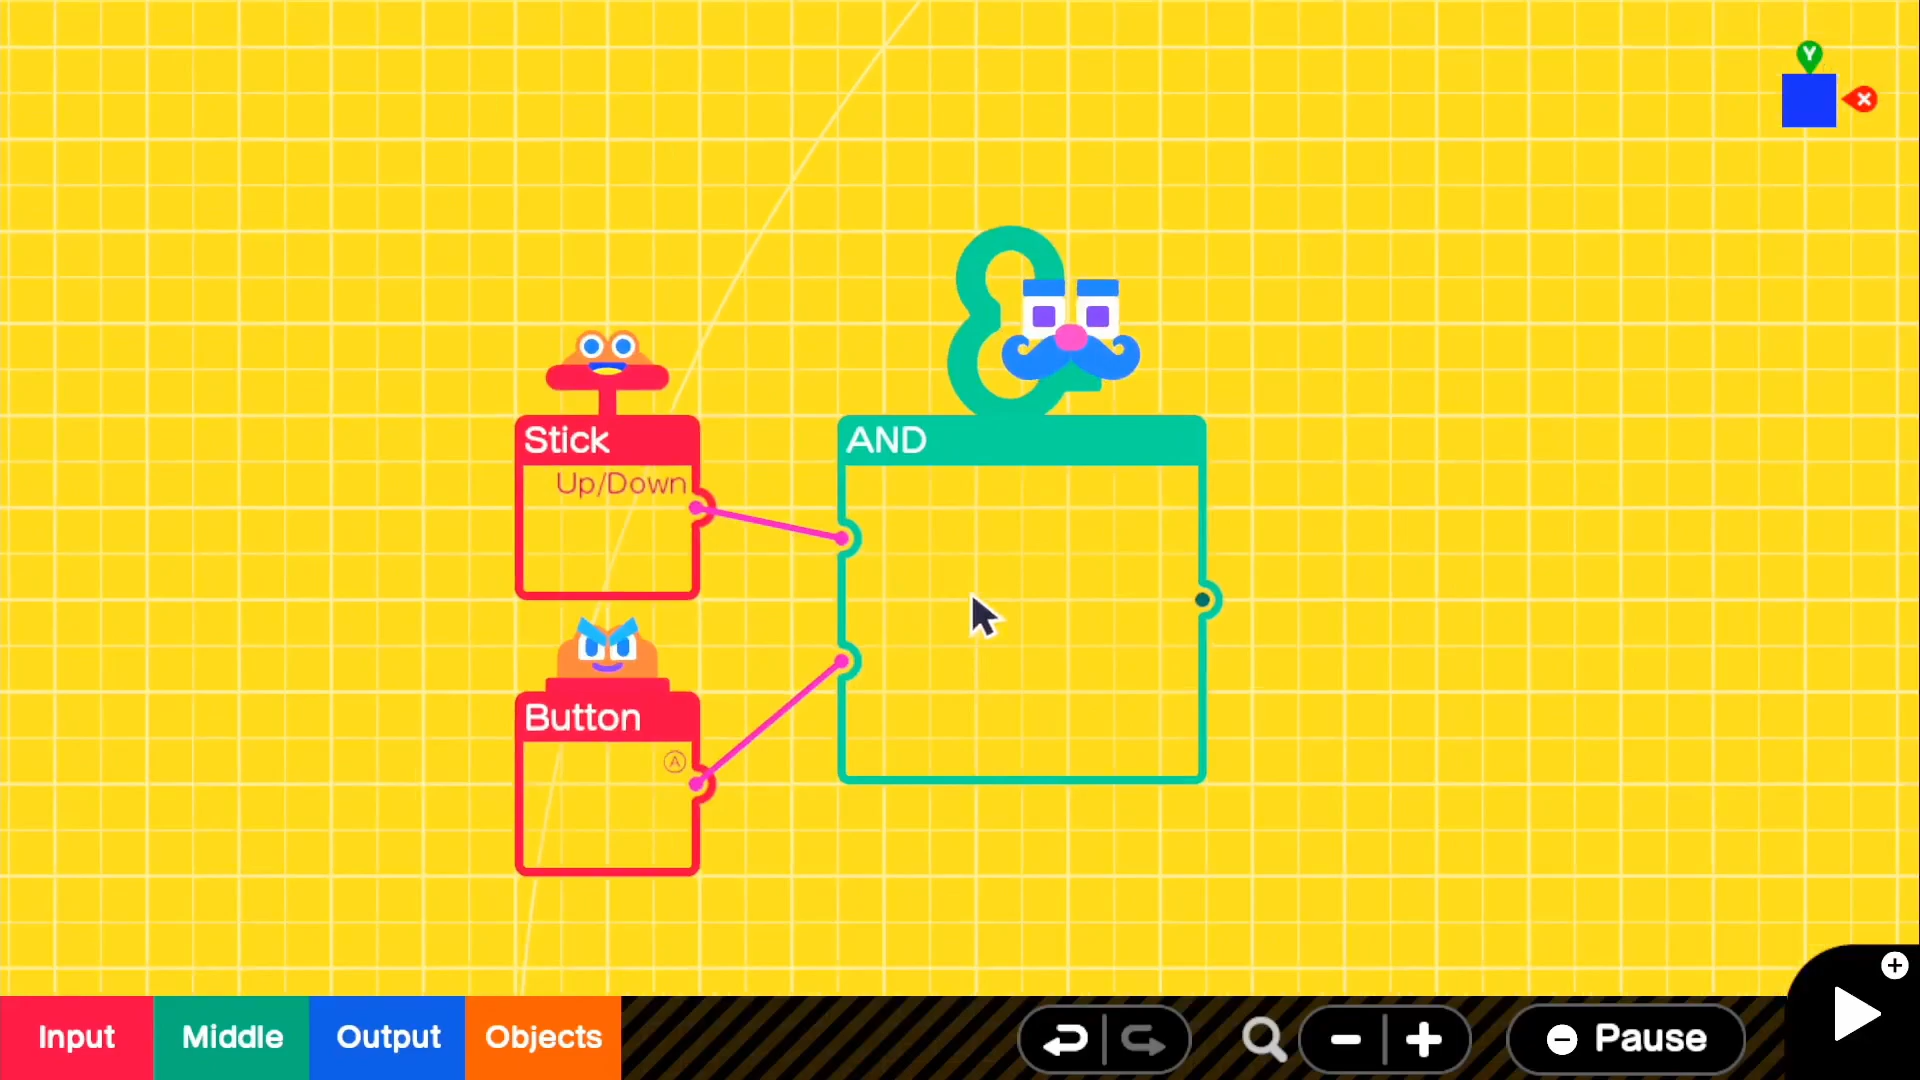 Y
X
Stick
Up/Down
AND
Button
A
Input
Middle
Output
Objects
Pause